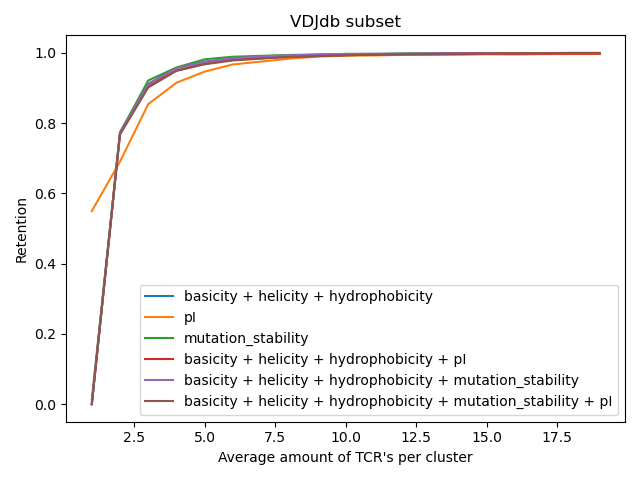 VDJdb subset
1.0
0.8
0.6
0.4
0.2
0.0
Retention
basicity + helicity + hydrophobicity
pI
mutation_stability
basicity + helicity + hydrophobicity + pI
basicity + helicity + hydrophobicity + mutation_stability
basicity + helicity + hydrophobicity + mutation_stability + pI
2.5 5.0 7.5 10.0 12.5 15.0 17.5
Average amount of TCR's per cluster